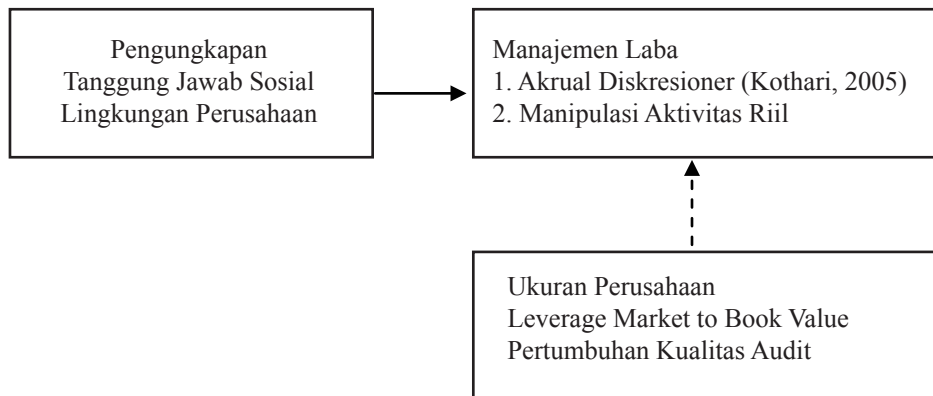 Pengungkapan
Tanggung Jawab Sosial
Lingkungan Perusahaan
Manajemen Laba
1. Akrual Diskresioner (Kothari, 2005)
2. Manipulasi Aktivitas Riil
Ukuran Perusahaan
Leverage Market to Book Value
Pertumbuhan Kualitas Audit